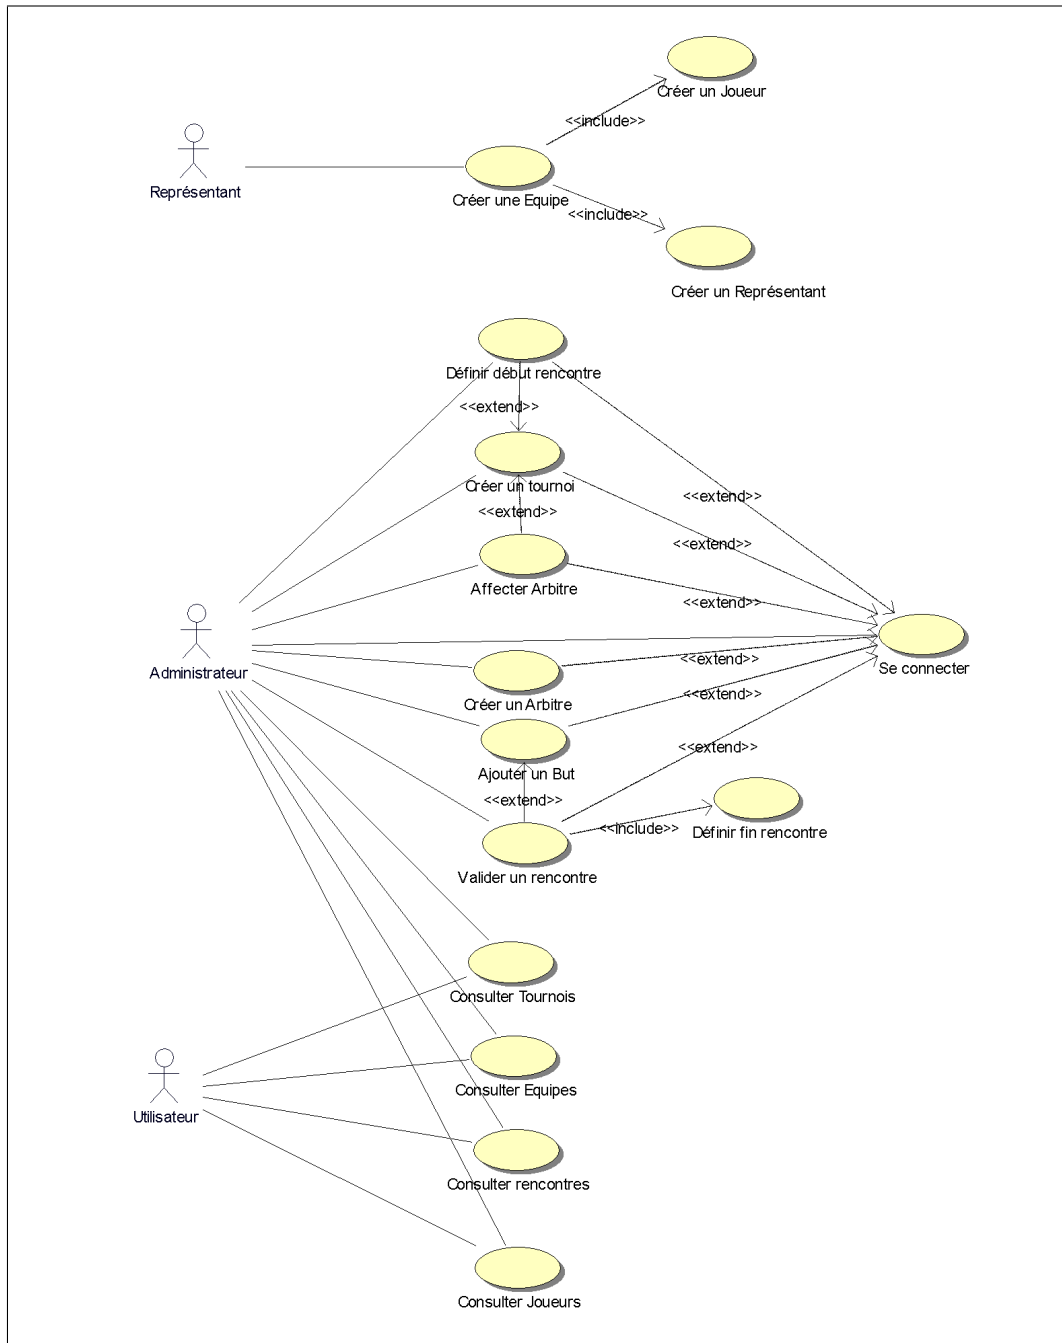 Créer un Joueur
<<include>>
Représentant
Créer une Equipe
<<include>>
Créer un Représentant
Définir début rencontre
<<extend>>
Créer un tournoi
<<extend>>
<<extend>>
<<extend>>
Affecter Arbitre
<<extend>>
Administrateur
<<extend>>
Se connecter
Créer un Arbitre
<<extend>>
Ajouter un But
<<extend>>
<<extend>>
<<include>>
Définir fin rencontre
Valider un rencontre
Consulter Tournois
Consulter Equipes
Utilisateur
Consulter rencontres
Consulter Joueurs